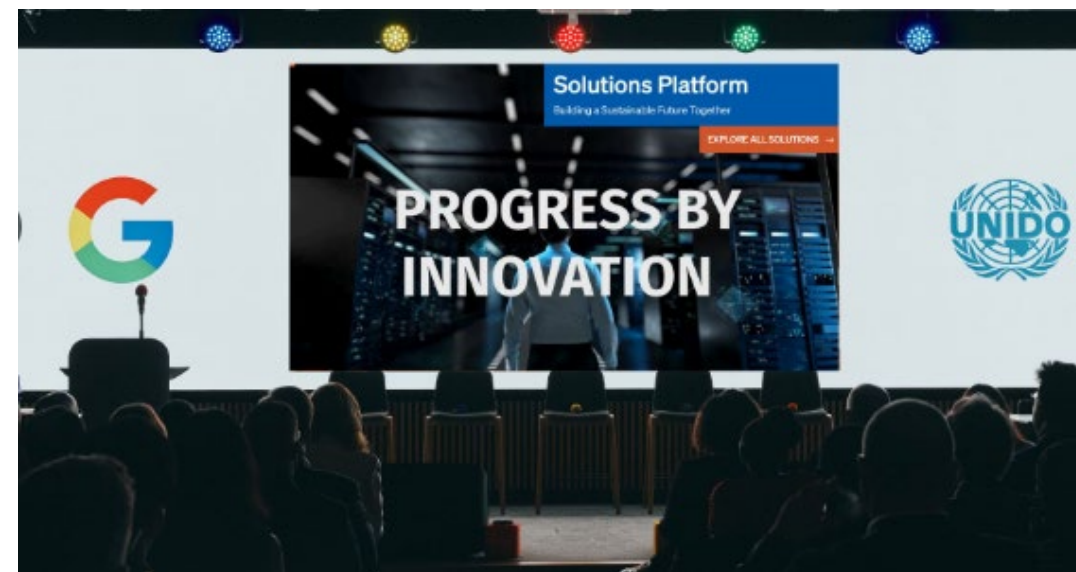 Solutions Platform
Building a Sustainable Future Together
EXPLORE ALL SOLUTIONS →
PROGRESS BY
INNOVATION
G
UNIDO